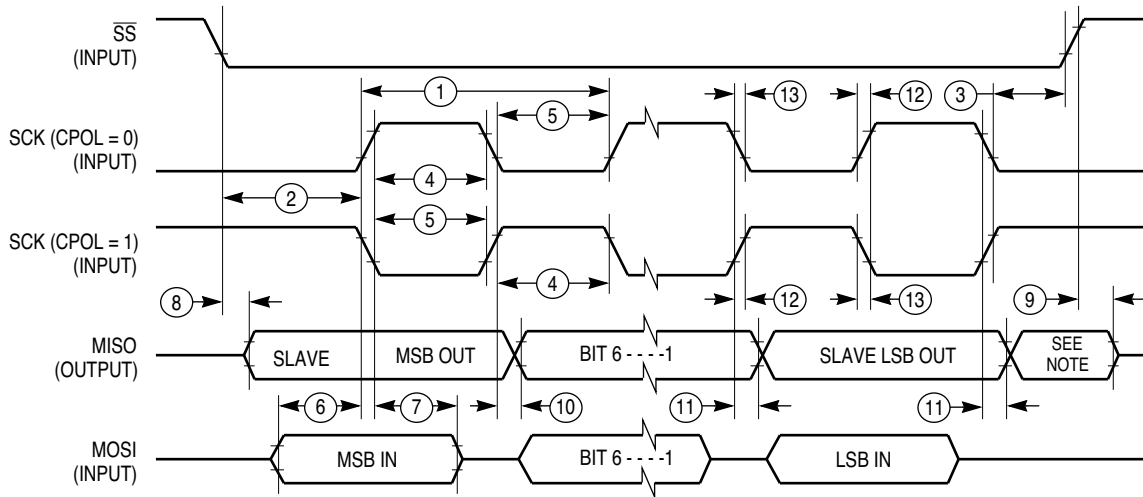 SS
(INPUT)
1
13
12
3
5
SCK (CPOL = 0)
(INPUT)
4
2
5
SCK (CPOL = 1)
(INPUT)
4
12
13
8
9
MISO
(OUTPUT)
SLAVE
MSB OUT
BIT 6 - - - - -1
SLAVE LSB OUT
SEE
NOTE
6
7
10
11
11
MOSI
(INPUT)
MSB IN
BIT 6 - - - - -1
LSB IN